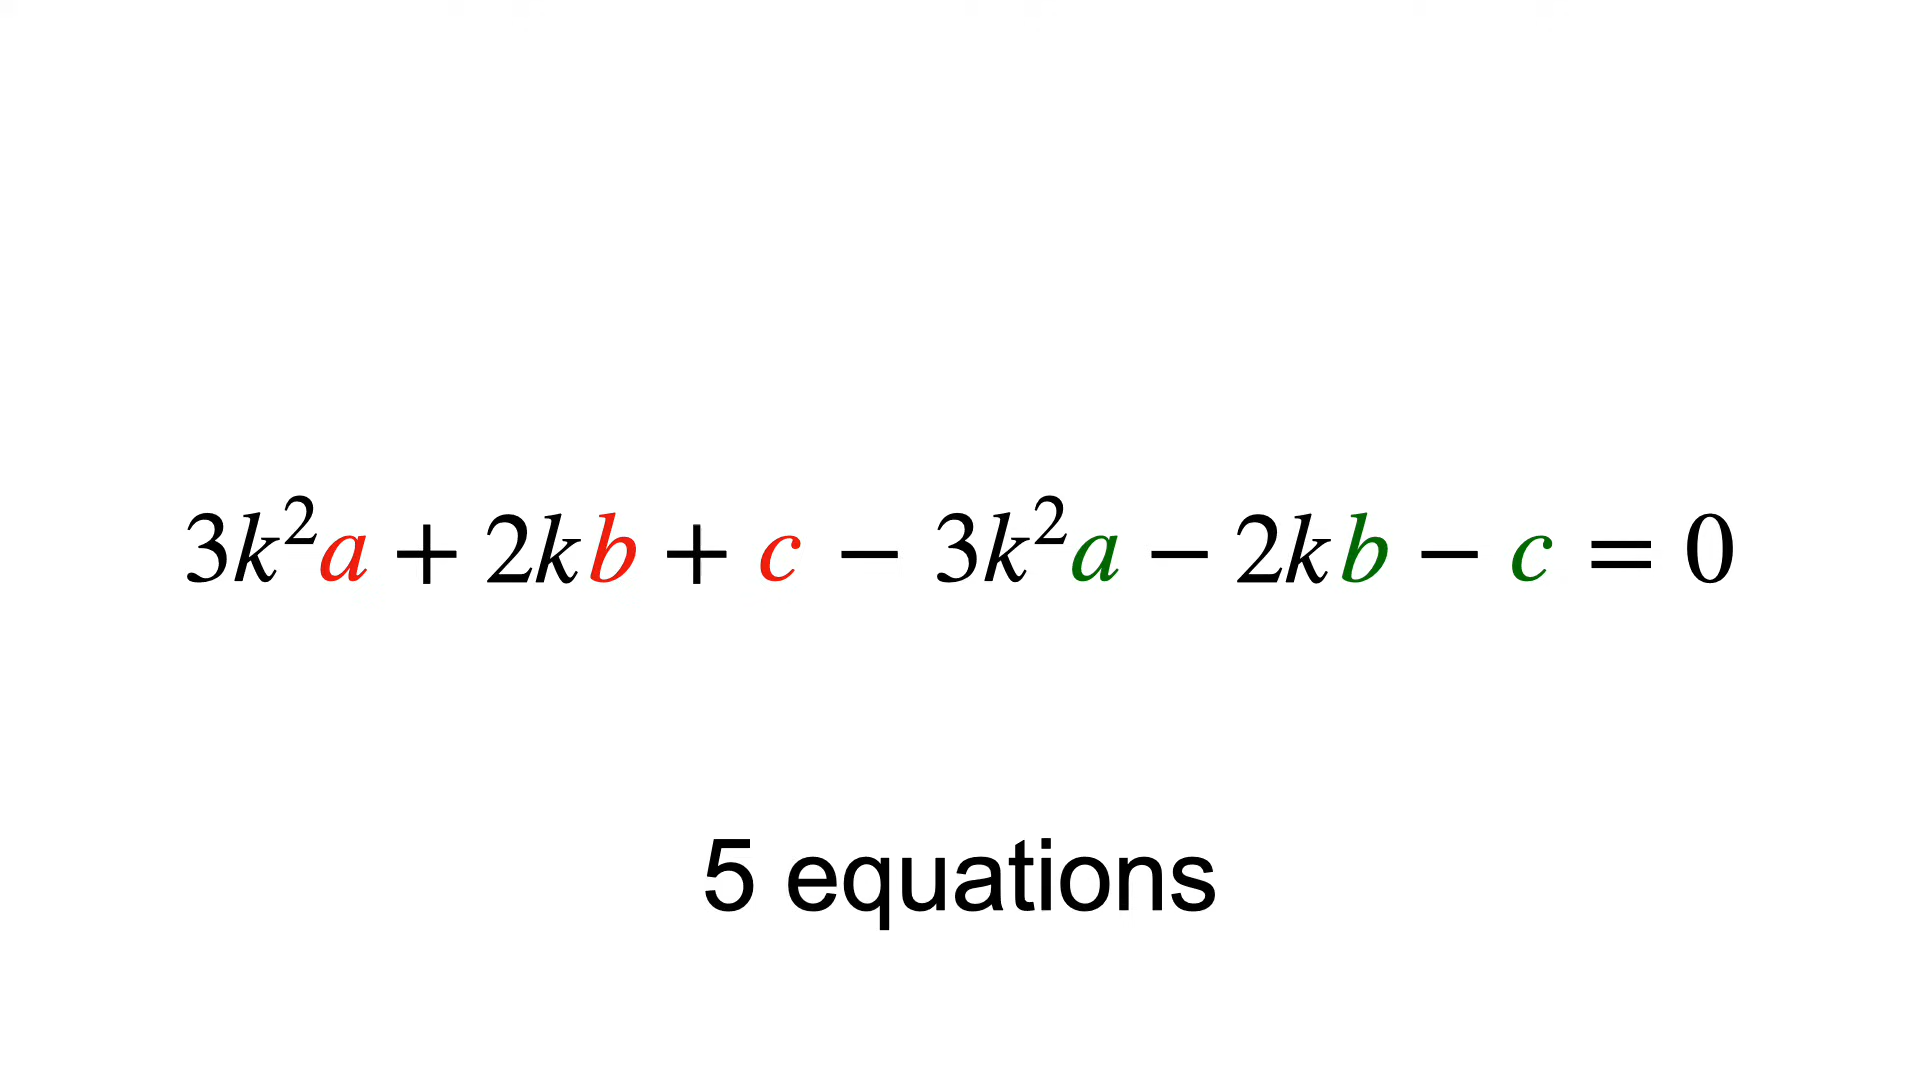 3k²a + 2kb + c − 3k²a − 2kb − c = 0
5 equations